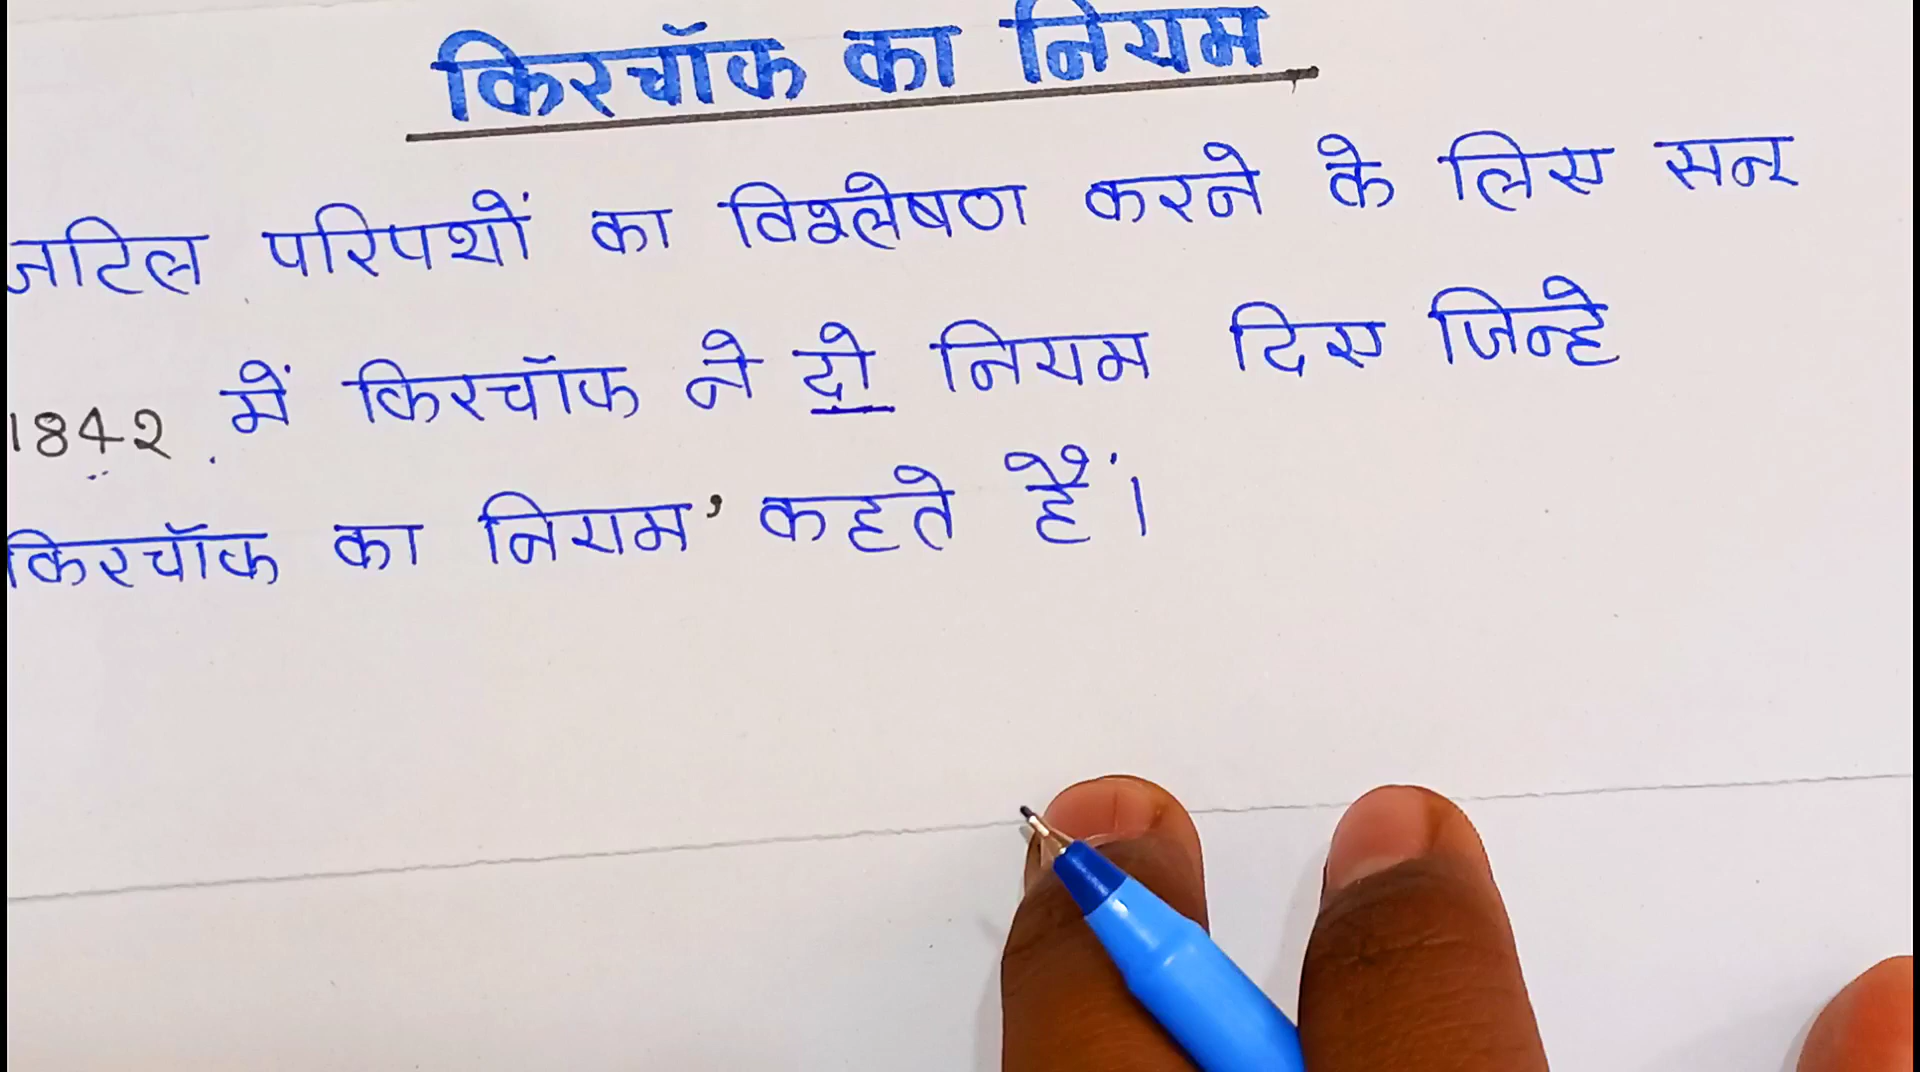 किरचॉफ का नियम
जटिल परिपथों का विश्लेषण करने के लिए सन
1842 में किरचॉफ ने दो नियम दिए जिन्हे
किरचॉफ का नियम' कहते हैं।